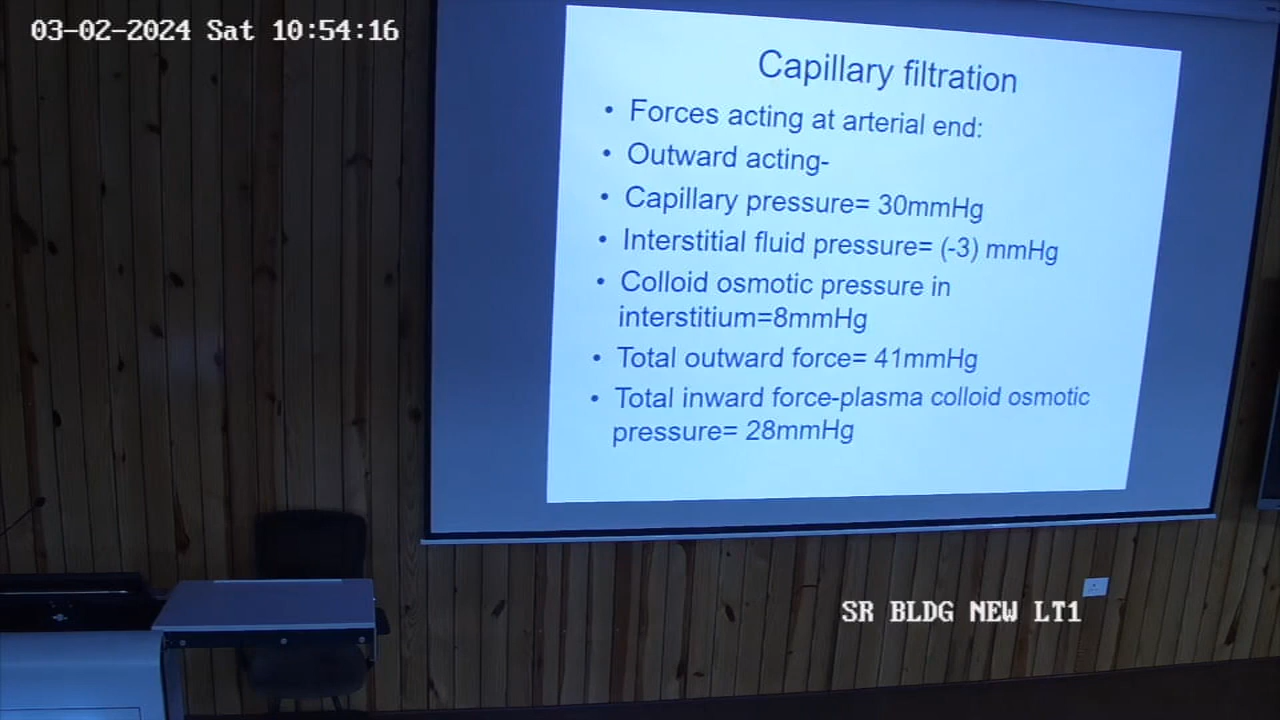 03-02-2024 Sat 10:54:16
Capillary filtration
• Forces acting at arterial end:
• Outward acting-
• Capillary pressure= 30mmHg
• Interstitial fluid pressure= (-3) mmHg
• Colloid osmotic pressure in
interstitium=8mmHg
• Total outward force= 41mmHg
• Total inward force-plasma colloid osmotic
pressure= 28mmHg
SR BLDG NEW LT1